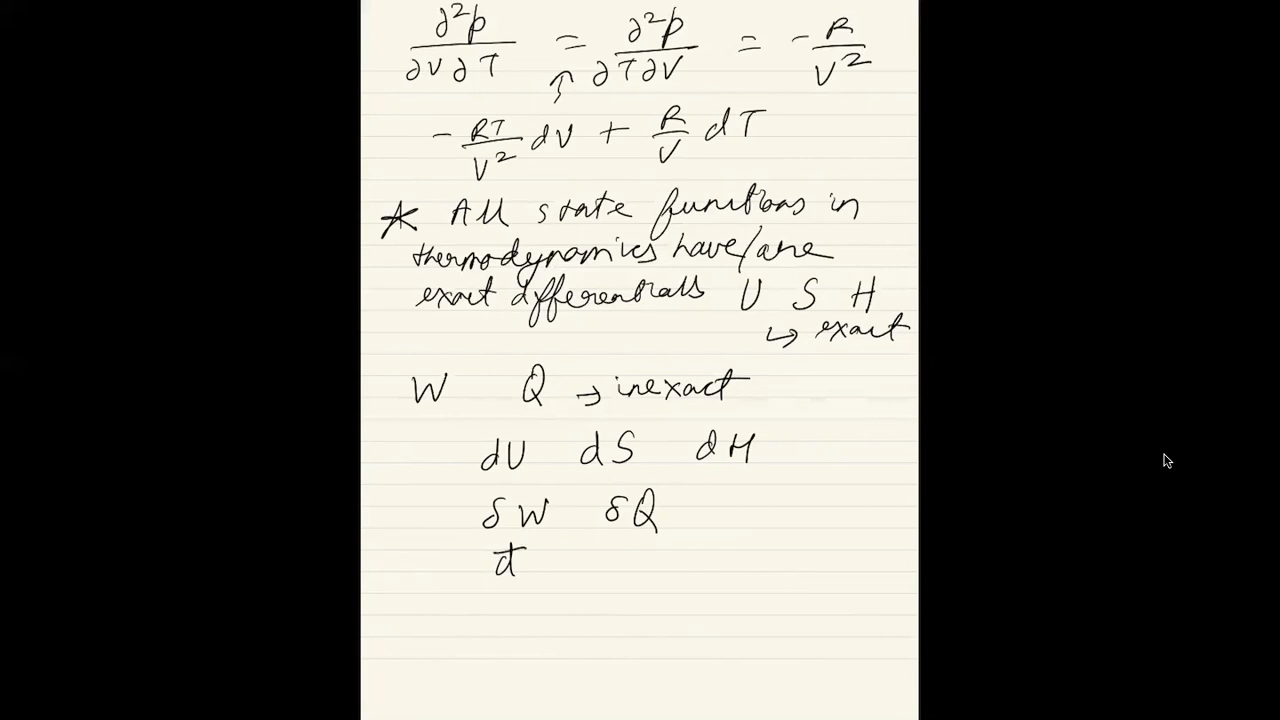 ∂²p/∂V∂T = ∂²p/∂T∂V = - R/V²
↑
- RT/V² dV + R/V dT
* All state functions in
thermodynamics have/are
exact differentials U S H
↳ exact
W Q → inexact
dU dS dH
δW δQ
đ